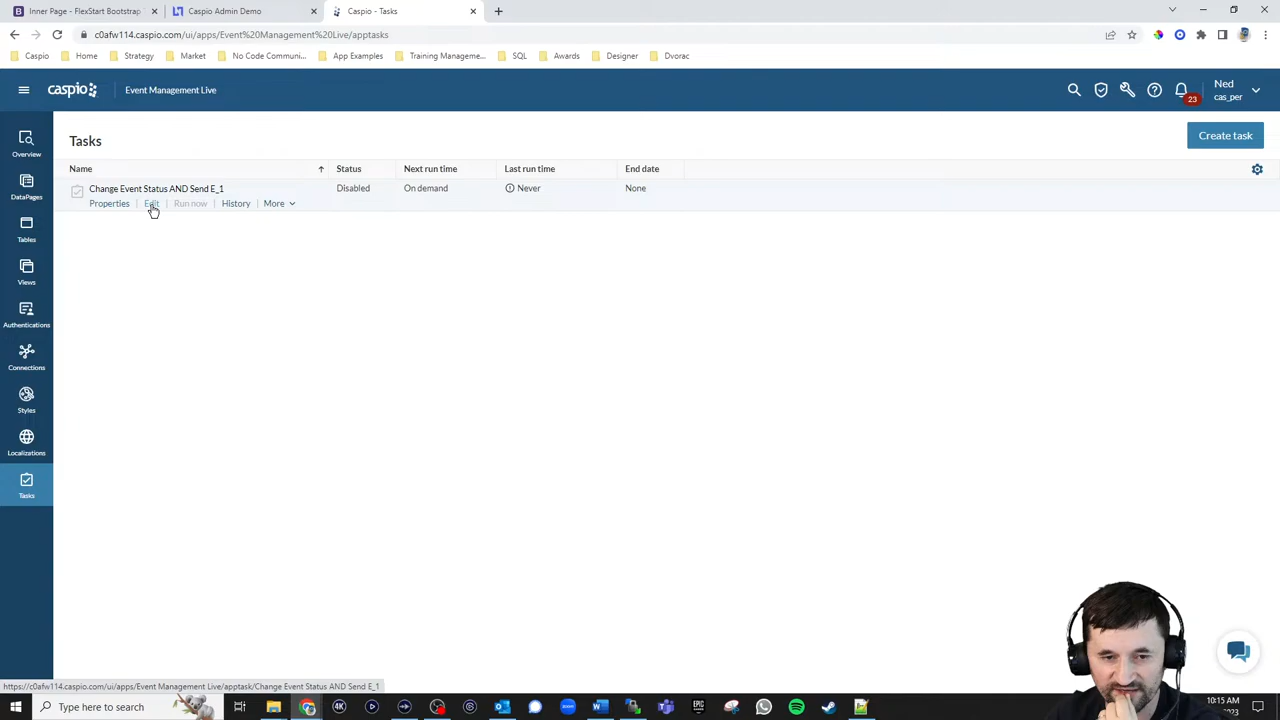 Inner Page - FlexStart Bootstrap
Caspio Admin Demo
Caspio - Tasks
c0afw114.caspio.com/ui/apps/Event%20Management%20Live/apptasks
Caspio
Home
Strategy
Market
No Code Communi...
App Examples
Training Manageme...
SQL
Awards
Designer
Dvorac
caspio
Event Management Live
23
Ned
cas_per
Overview
DataPages
Tables
Views
Authentications
Connections
Styles
Localizations
Tasks
Tasks
Create task
Name Status Next run time Last run time End date
Change Event Status AND Send E_1 Disabled On demand Never None
Properties | Edit | Run now | History | More
https://c0afw114.caspio.com/ui/apps/Event Management Live/apptask/Change Event Status AND Send E_1
Type here to search
4K
EPIC GAMES
10:15 AM